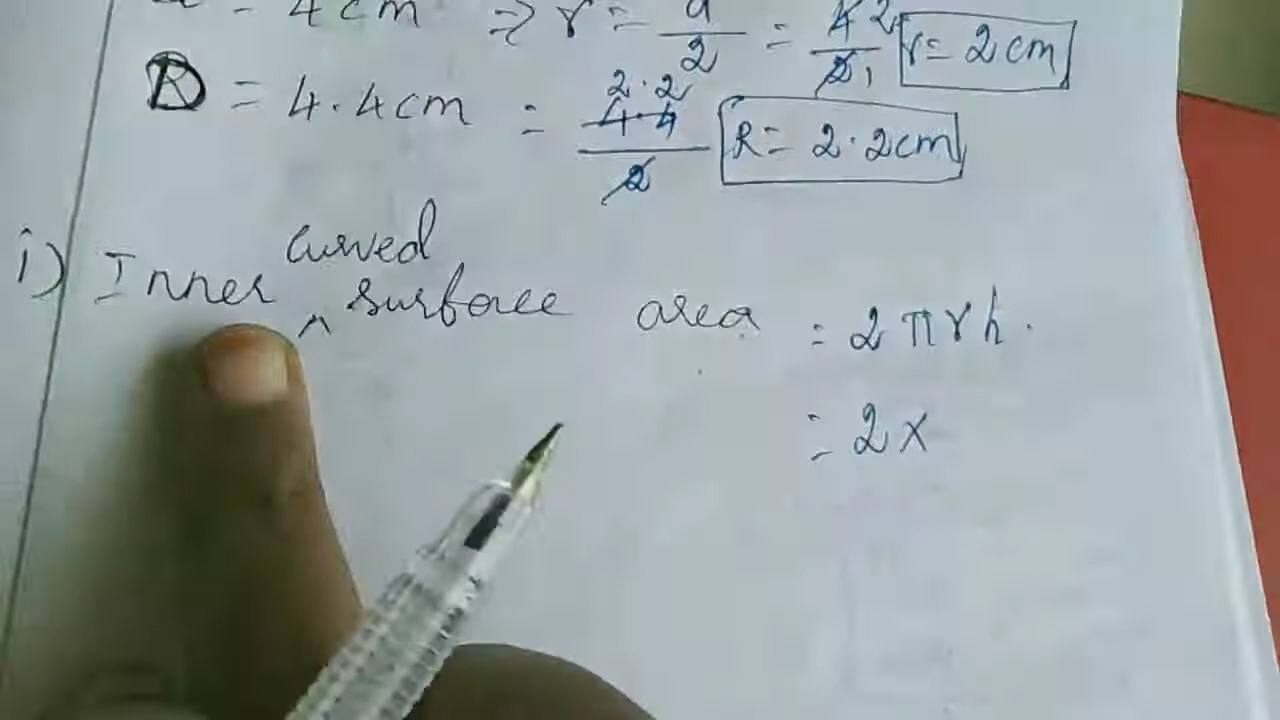 = 4cm ⇒ r = d/2 = 4 2/2 1 r = 2cm
D = 4.4cm = 2.2 4.4/2 R = 2.2cm
i) Inner curved ^ surface area = 2πrh.
= 2×